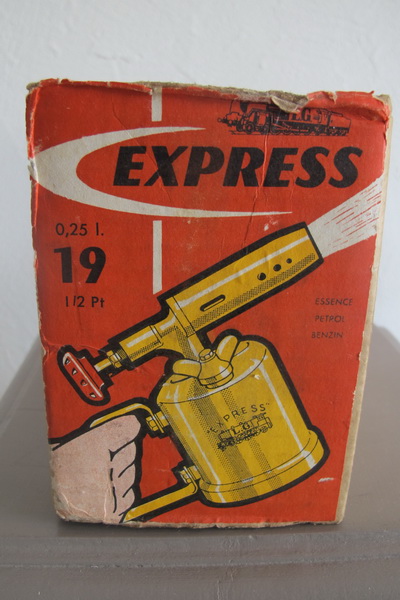 EXPRESS
0,25 l.
19
1/2 Pt
ESSENCE
PETROL
BENZIN
"EXPRESS"